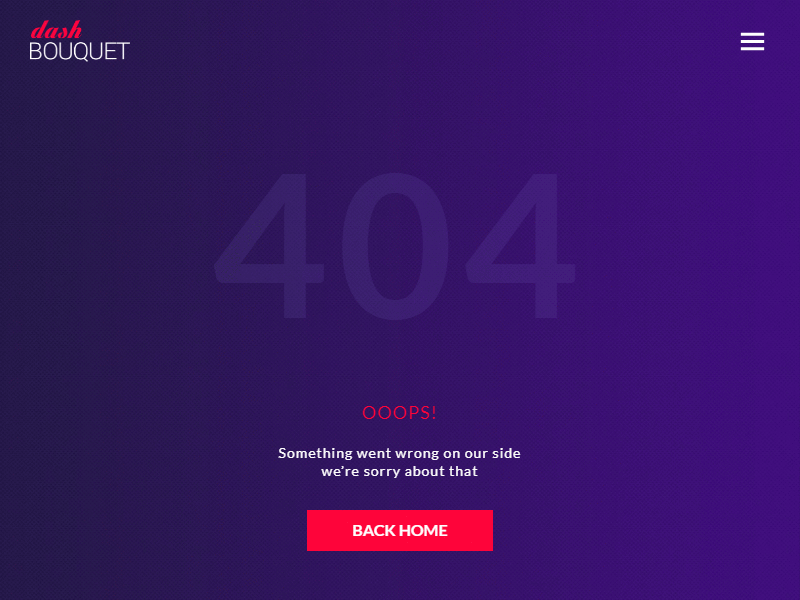 dash
BOUQUET
404
OOOPS!
Something went wrong on our side
we're sorry about that
BACK HOME